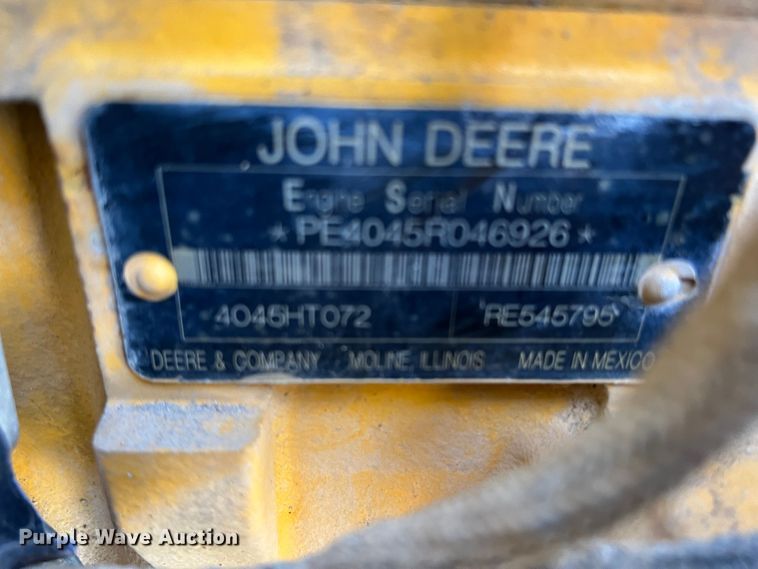 JOHN DEERE
Engine Serial Number
*PE4045R046926*
4045HT072 RE545795
DEERE & COMPANY MOLINE ILLINOIS MADE IN MEXICO
Purple Wave Auction